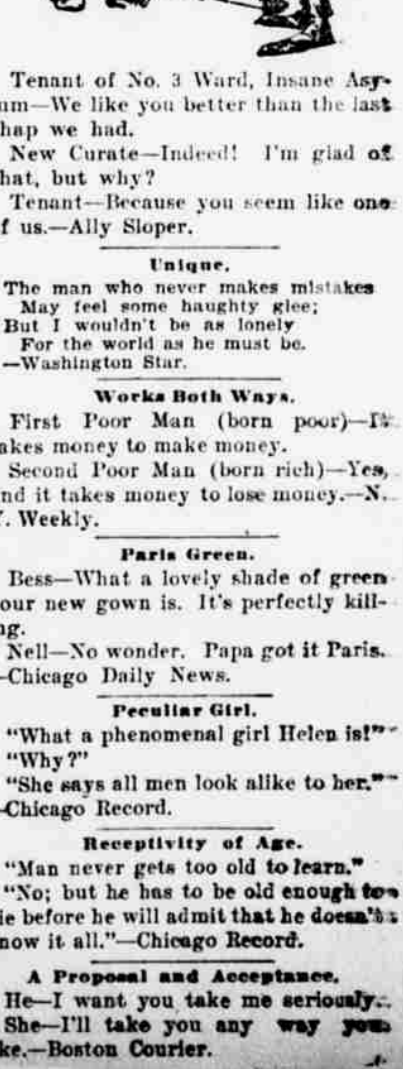 Tenant of No. 3 Ward, Insane Asy-
um—We like you better than the last
hap we had.
New Curate—Indeed! I'm glad of
hat, but why?
Tenant—Because you seem like one
f us.—Ally Sloper.
Unique.
The man who never makes mistakes
May feel some haughty glee;
But I wouldn't be as lonely
For the world as he must be.
—Washington Star.
Works Both Ways.
First Poor Man (born poor)—It
akes money to make money.
Second Poor Man (born rich)—Yes,
nd it takes money to lose money.—N.
Y. Weekly.
Paris Green.
Bess—What a lovely shade of green
our new gown is. It's perfectly kill-
ng.
Nell—No wonder. Papa got it Paris.
—Chicago Daily News.
Peculiar Girl.
"What a phenomenal girl Helen is!"
"Why?"
"She says all men look alike to her."
—Chicago Record.
Receptivity of Age.
"Man never gets too old to learn."
"No; but he has to be old enough to
ie before he will admit that he doesn't
now it all."—Chicago Record.
A Proposal and Acceptance.
He—I want you take me seriously.
She—I'll take you any way you
ke.—Boston Courier.